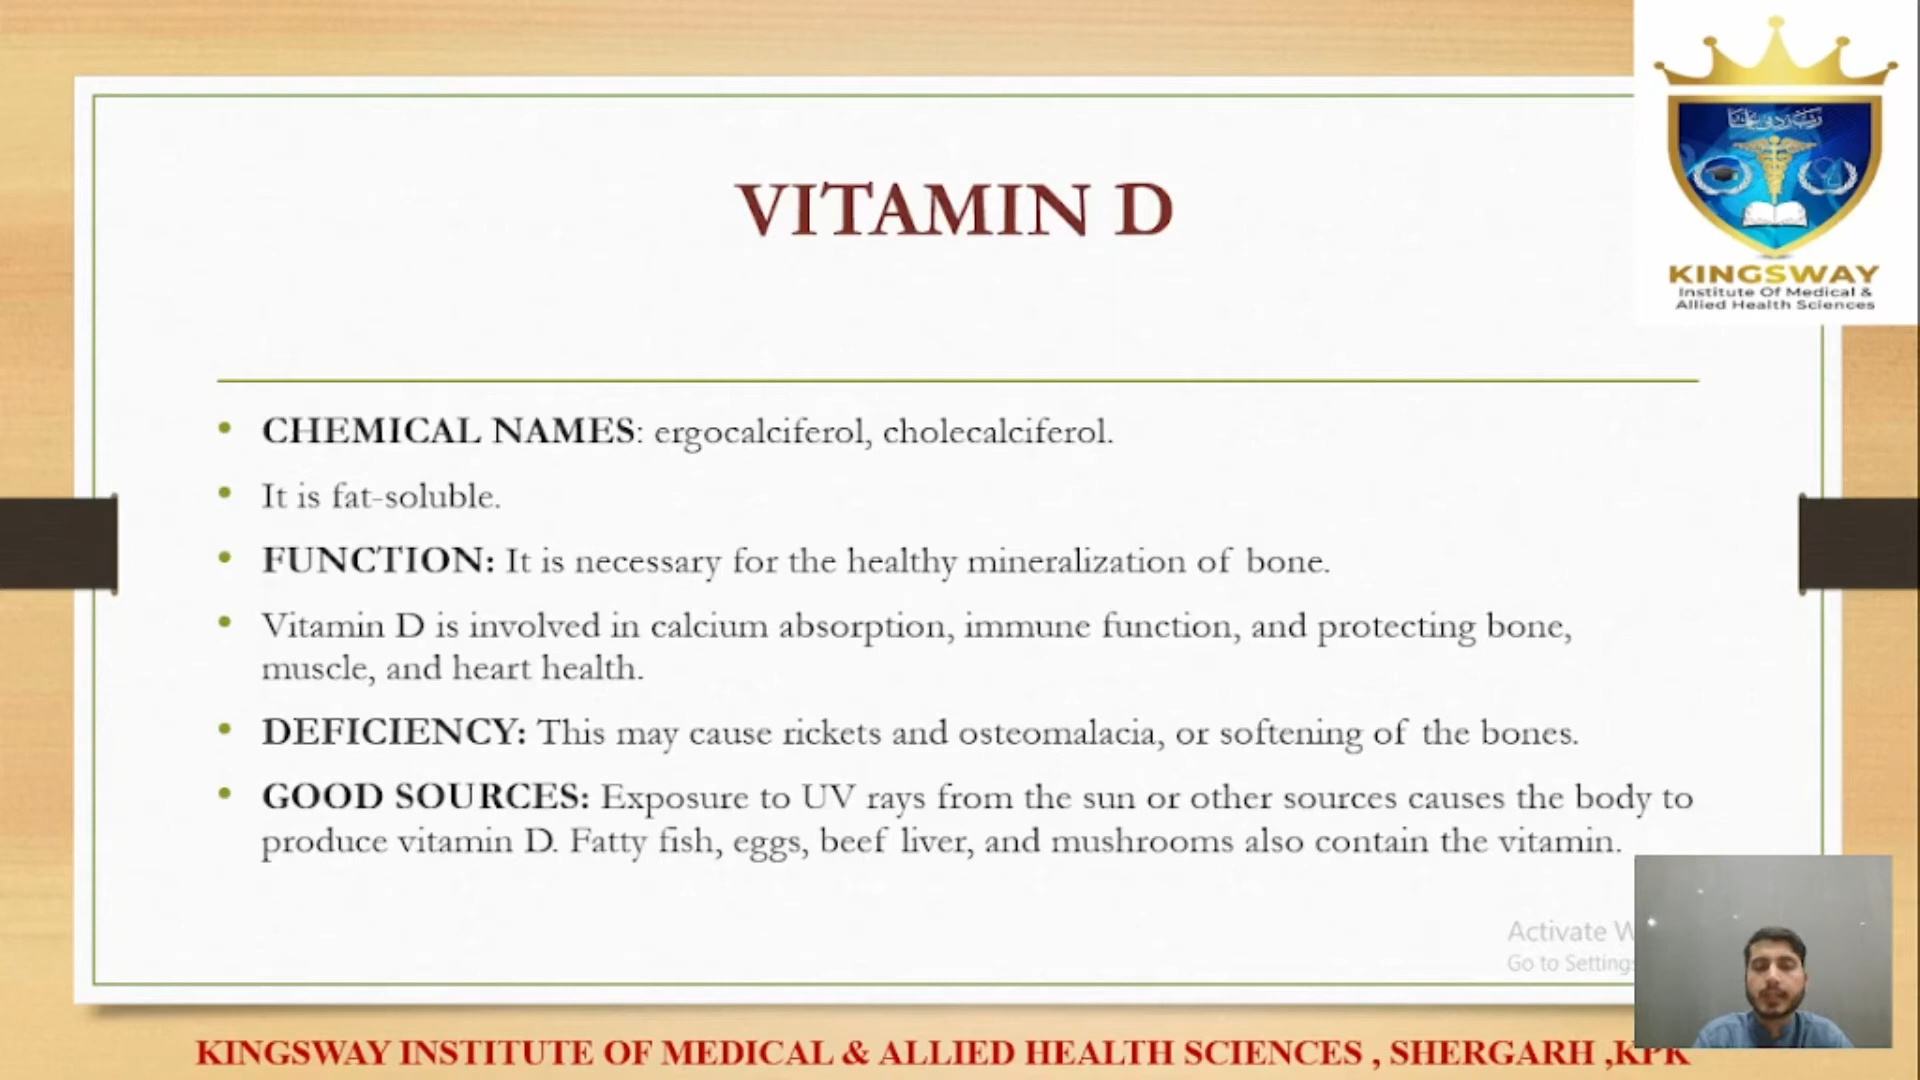 VITAMIN D
KINGSWAY
Institute Of Medical &
Allied Health Sciences
• CHEMICAL NAMES: ergocalciferol, cholecalciferol.
• It is fat-soluble.
• FUNCTION: It is necessary for the healthy mineralization of bone.
• Vitamin D is involved in calcium absorption, immune function, and protecting bone,
muscle, and heart health.
• DEFICIENCY: This may cause rickets and osteomalacia, or softening of the bones.
• GOOD SOURCES: Exposure to UV rays from the sun or other sources causes the body to
produce vitamin D. Fatty fish, eggs, beef liver, and mushrooms also contain the vitamin.
Activate W
Go to Settings
KINGSWAY INSTITUTE OF MEDICAL & ALLIED HEALTH SCIENCES , SHERGARH ,KPK